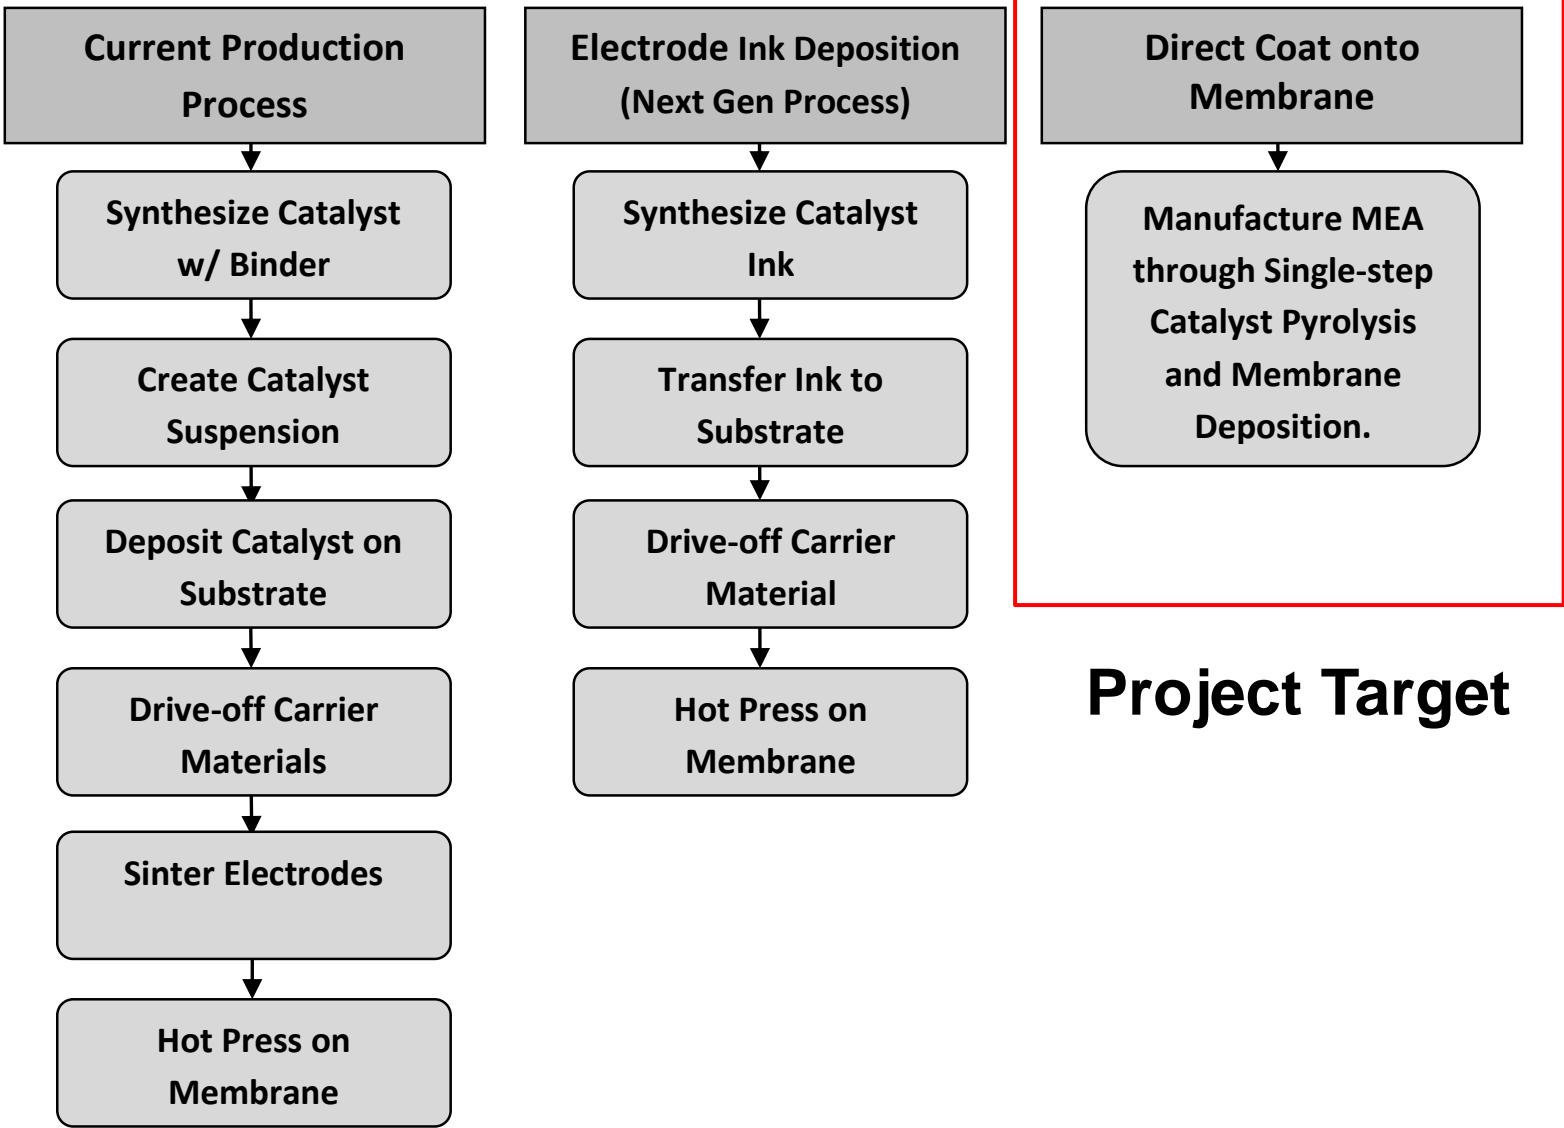 Current Production
Process
Synthesize Catalyst
w/ Binder
Create Catalyst
Suspension
Deposit Catalyst on
Substrate
Drive-off Carrier
Materials
Sinter Electrodes
Hot Press on
Membrane
Electrode Ink Deposition
(Next Gen Process)
Synthesize Catalyst
Ink
Transfer Ink to
Substrate
Drive-off Carrier
Material
Hot Press on
Membrane
Direct Coat onto
Membrane
Manufacture MEA
through Single-step
Catalyst Pyrolysis
and Membrane
Deposition.
Project Target